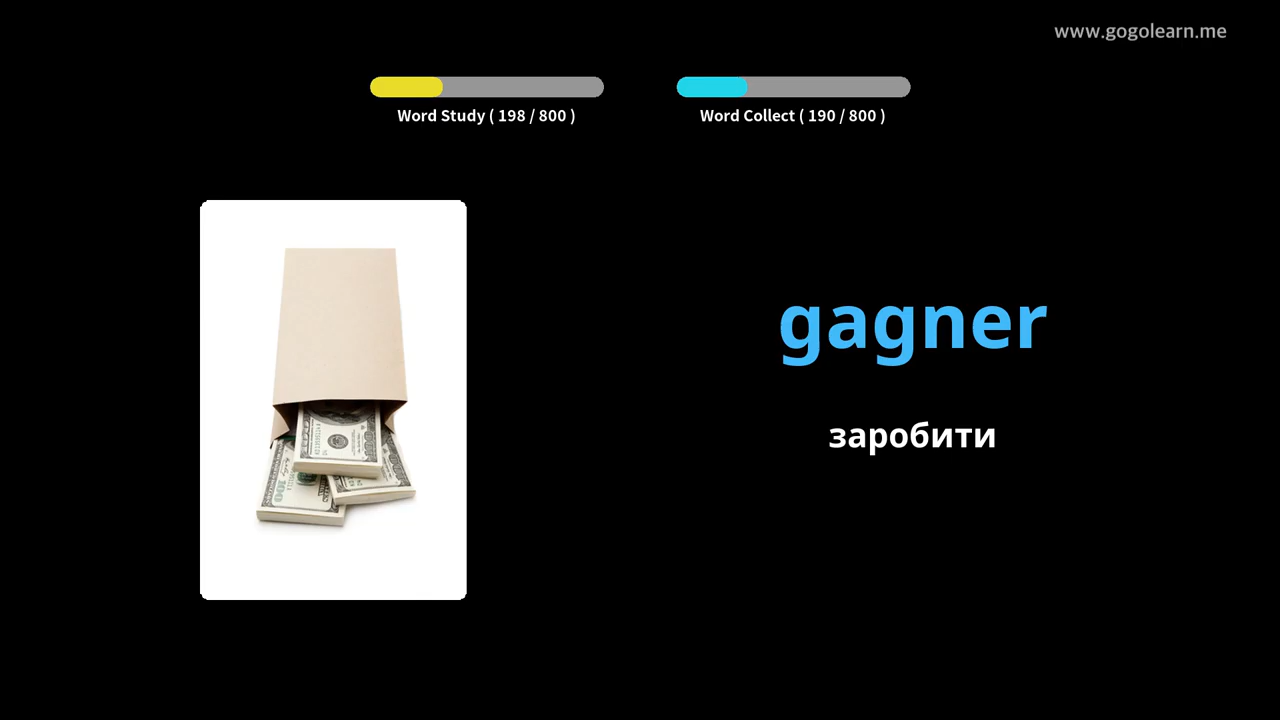 www.gogolearn.me
Word Study ( 198 / 800 )
Word Collect ( 190 / 800 )
gagner
заробити